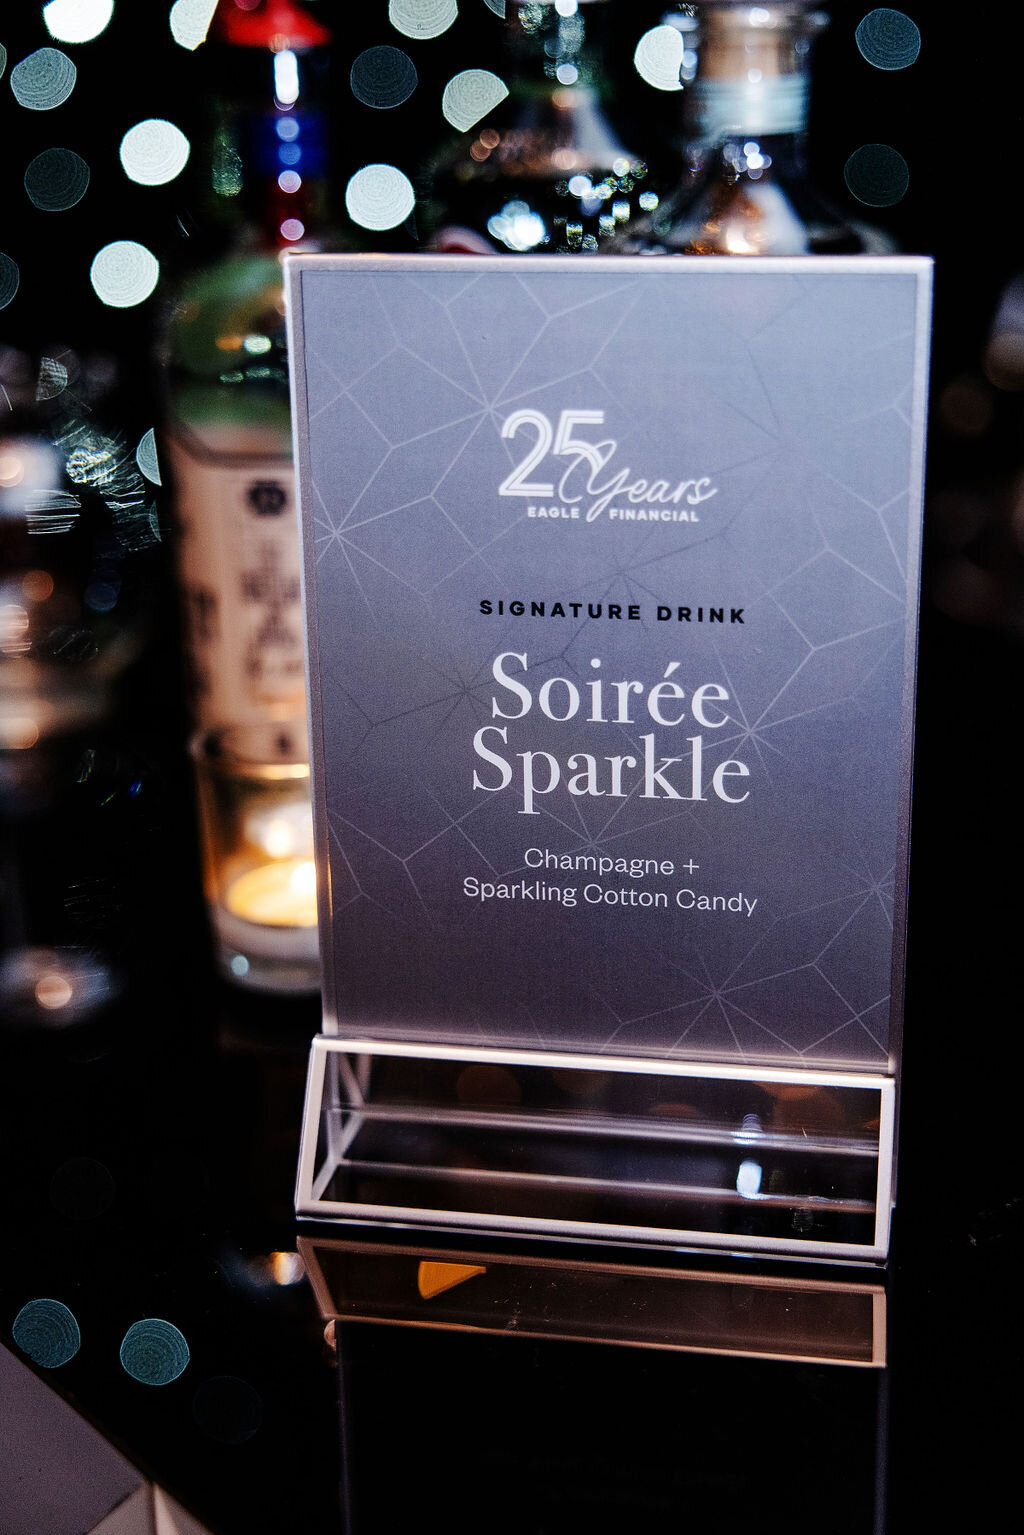 25 Years
EAGLE FINANCIAL
SIGNATURE DRINK
Soirée
Sparkle
Champagne +
Sparkling Cotton Candy